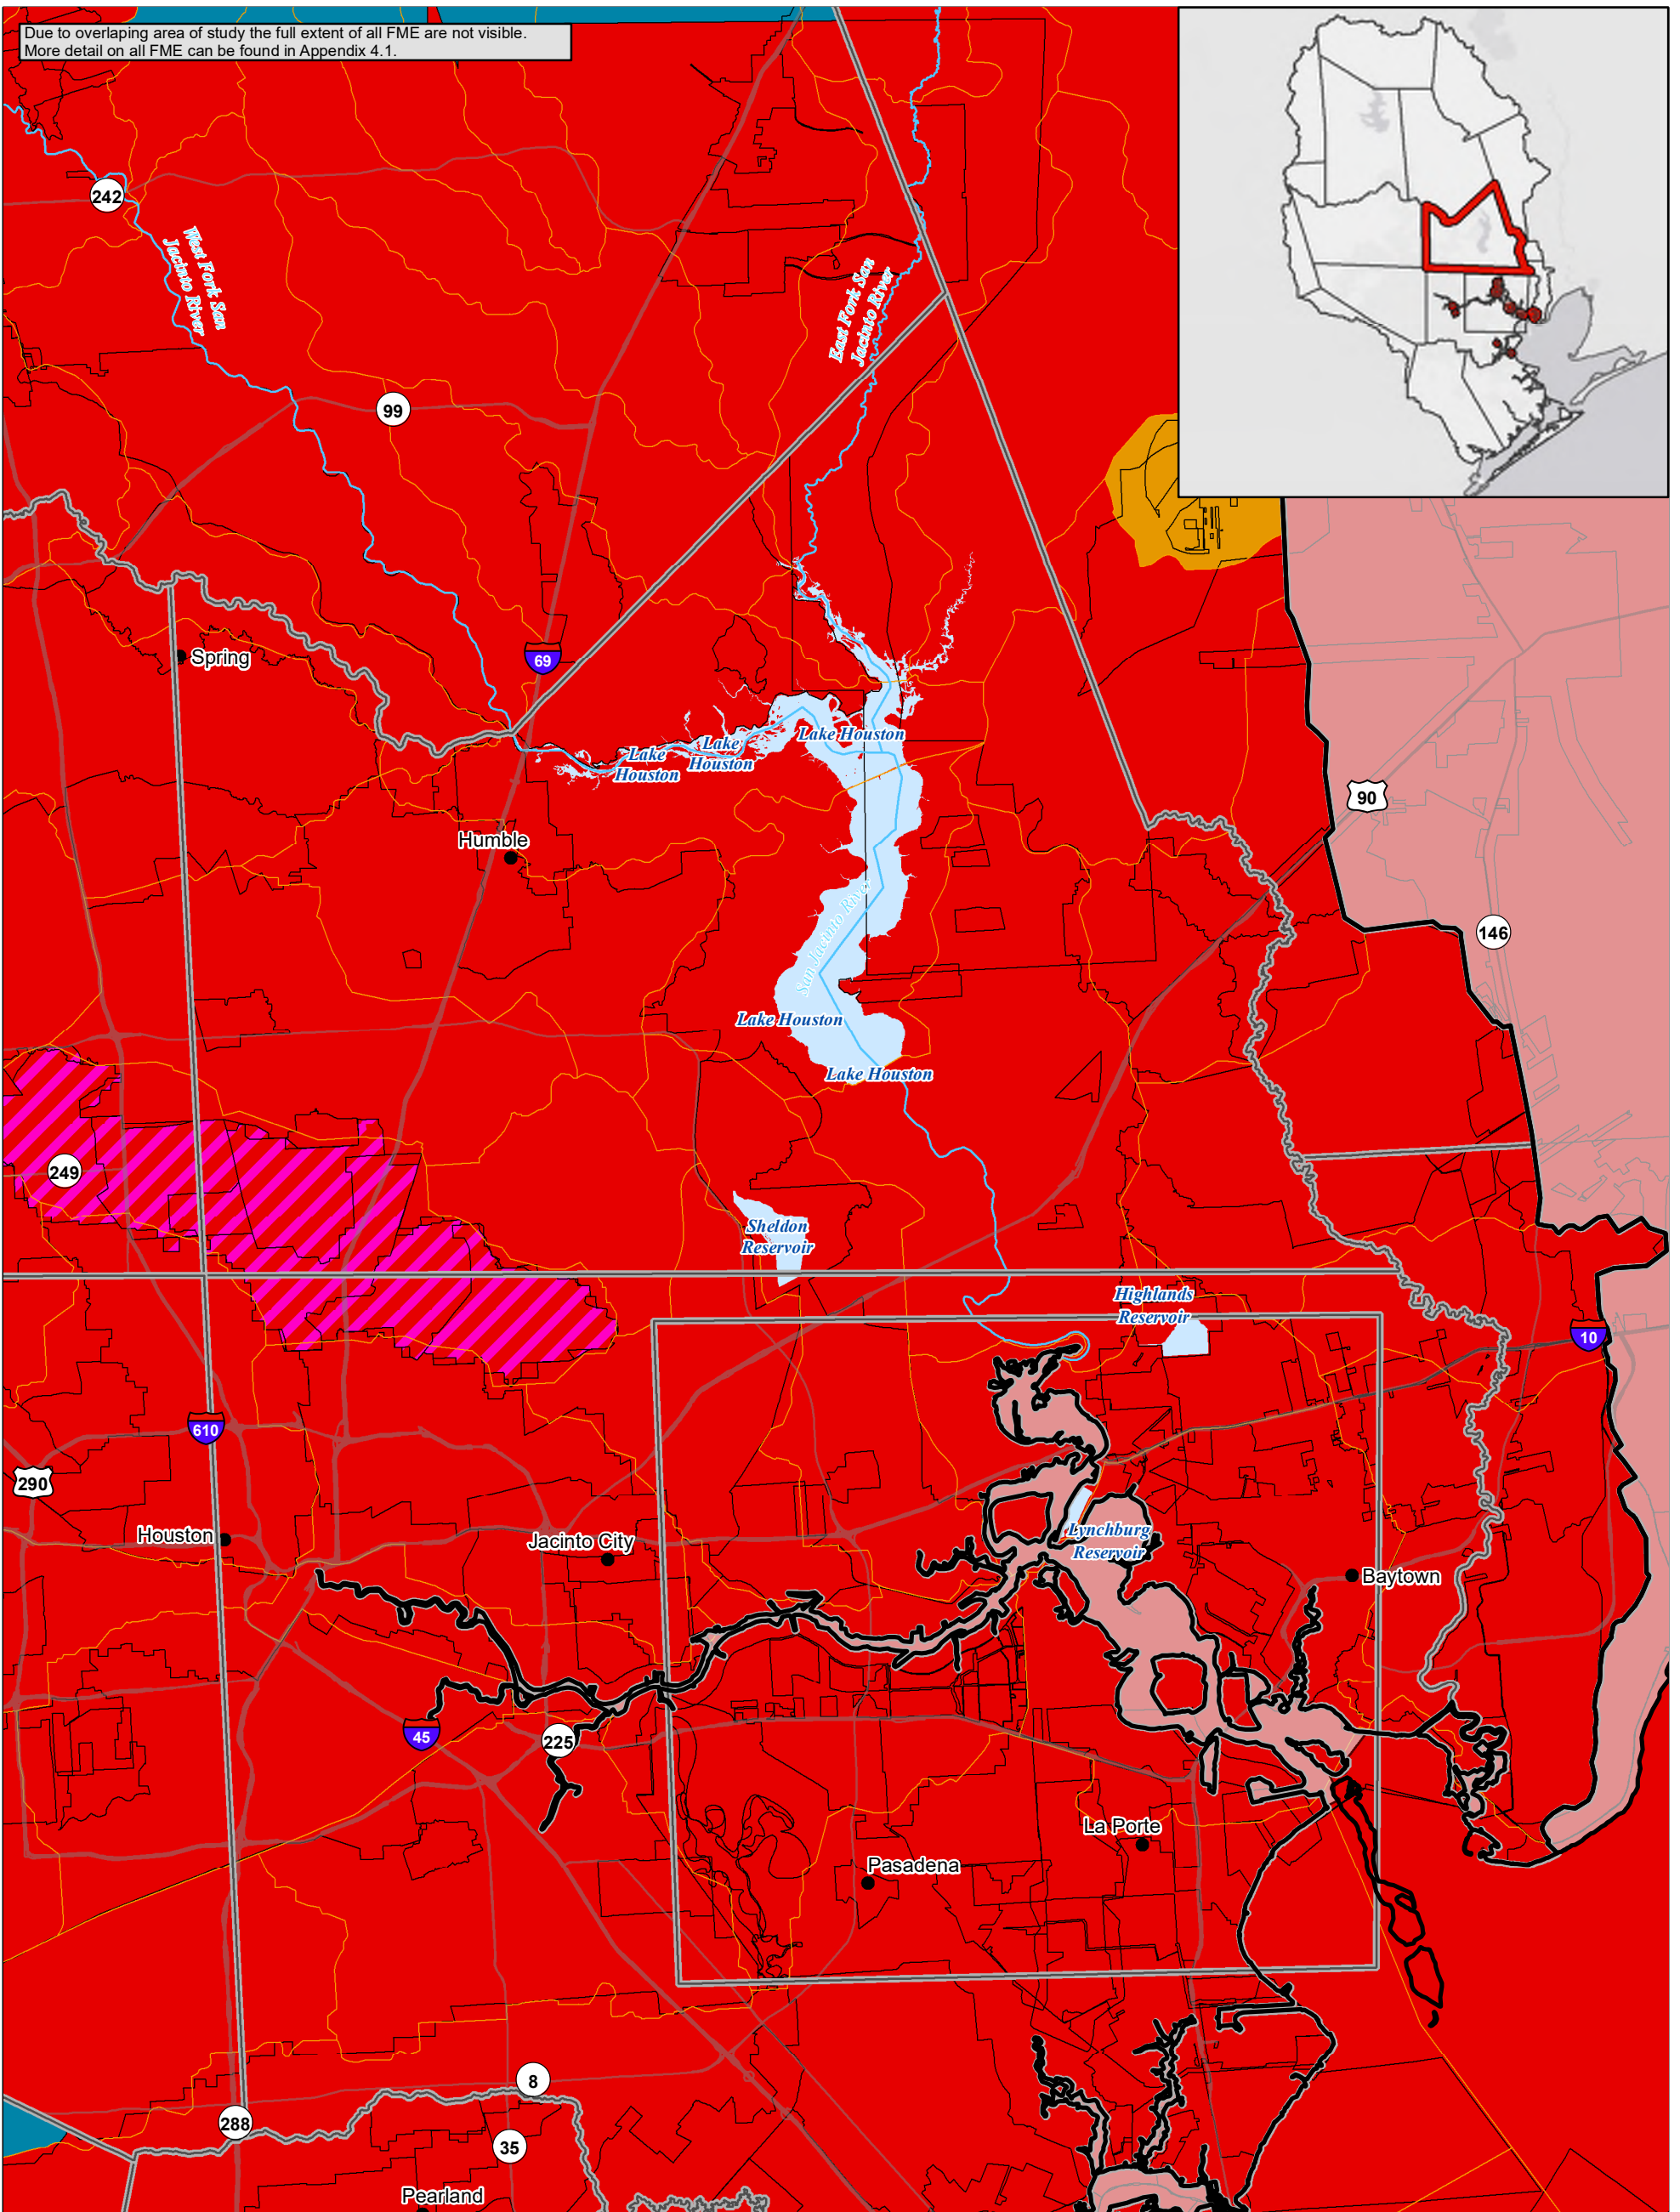 Due to overlaping area of study the full extent of all FME are not visible.
More detail on all FME can be found in Appendix 4.1.
242
West Fork San
Jacinto River
East Fork San
Jacinto River
99
Spring
69
Lake
Houston
Lake
Houston
Lake Houston
90
Humble
146
San Jacinto River
Lake Houston
Lake Houston
249
Sheldon
Reservoir
Highlands
Reservoir
10
610
290
Houston
Jacinto City
Lynchburg
Reservoir
Baytown
45
225
La Porte
Pasadena
8
288
35
Pearland